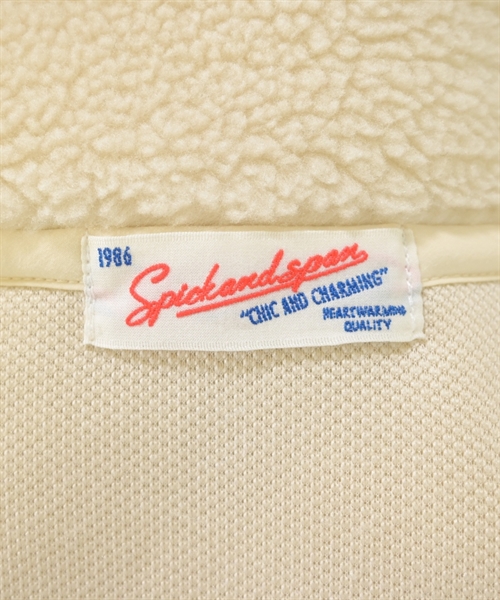 1986
Spickandspan
"CHIC AND CHARMING"
HEARTWARMING
QUALITY